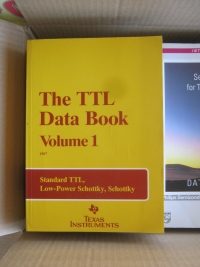 The TTL
Data Book
Volume 1
Standard TTL,
Low-Power Schottky, Schottky
TEXAS
INSTRUMENTS